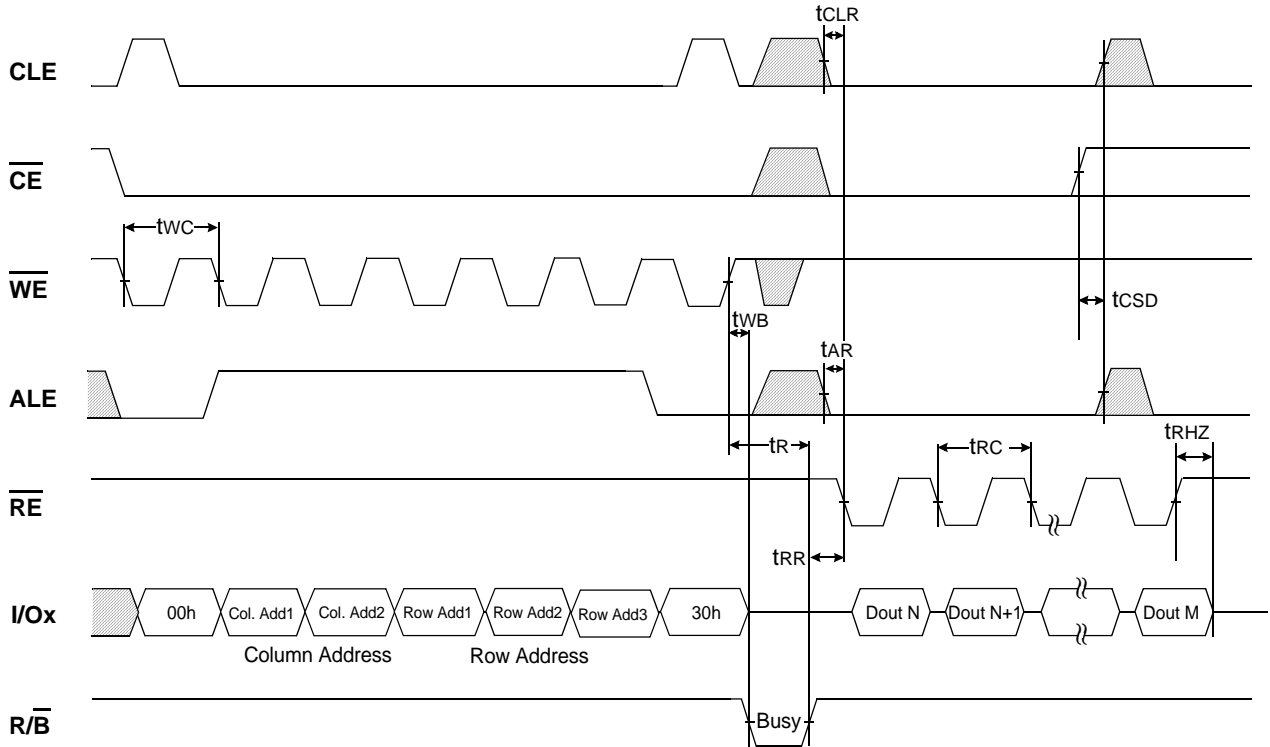 tCLR
CLE
CE
tWC
WE
tCSD
tWB
tAR
ALE
tR
tRC
tRHZ
RE
tRR
I/Ox
00h
Col. Add1
Col. Add2
Row Add1
Row Add2
Row Add3
30h
Dout N
Dout N+1
Dout M
Column Address
Row Address
R/B
Busy